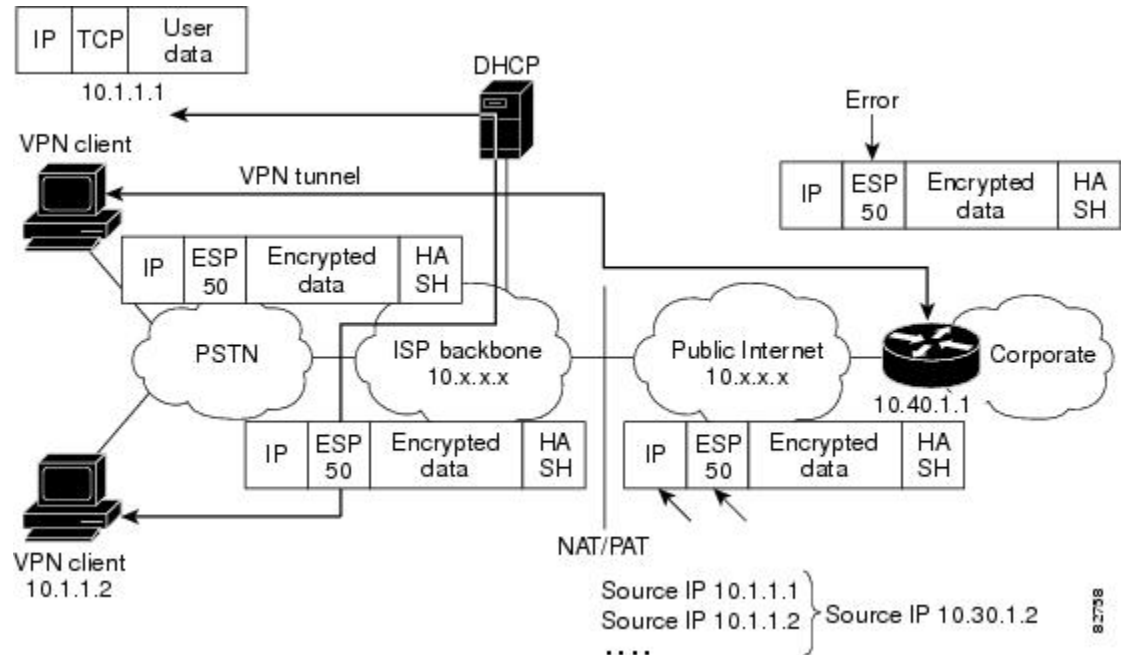 IP TCP User
data
10.1.1.1
DHCP
Error
VPN client
VPN tunnel
IP ESP
50 Encrypted
data HA
SH
IP ESP
50 Encrypted
data HA
SH
PSTN
ISP backbone
10.x.x.x
Public Internet
10.x.x.x
Corporate
10.40.1.1
IP ESP
50 Encrypted
data HA
SH
IP ESP
50 Encrypted
data HA
SH
NAT/PAT
VPN client
10.1.1.2
Source IP 10.1.1.1
Source IP 10.1.1.2
....
Source IP 10.30.1.2
82758